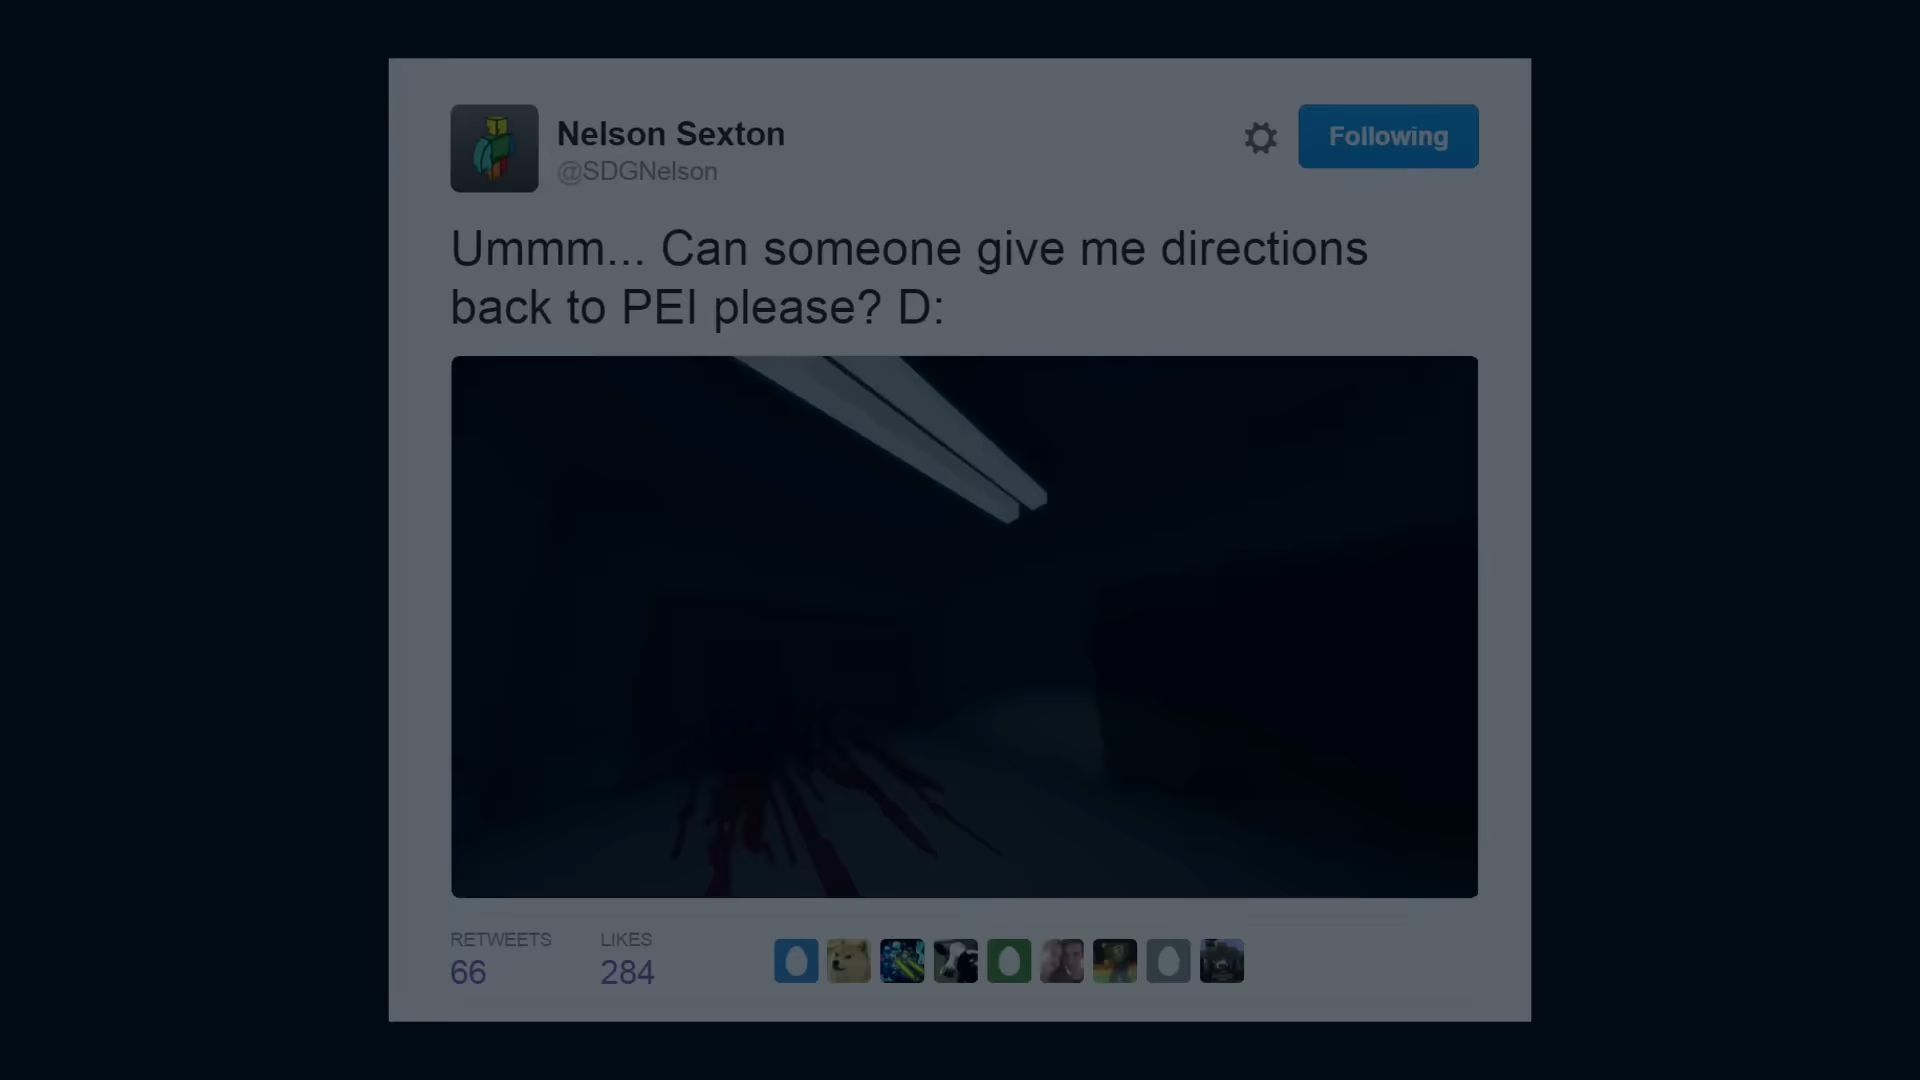 Nelson Sexton
@SDGNelson
Following
Ummm... Can someone give me directions
back to PEI please? D:
RETWEETS
66
LIKES
284